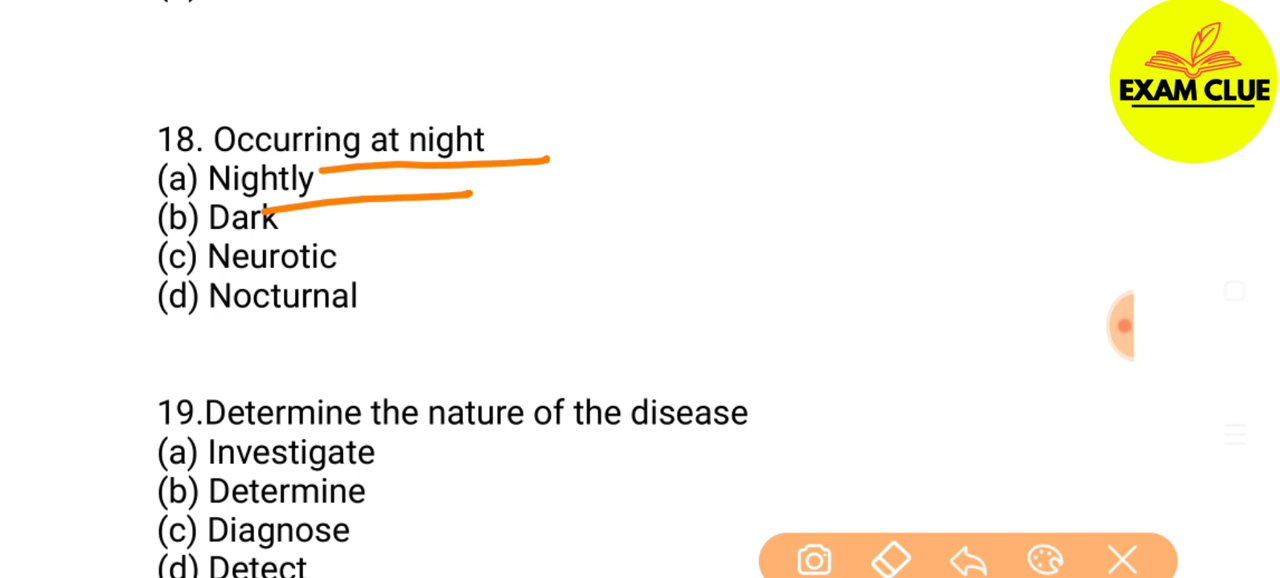 EXAM CLUE
18. Occurring at night
(a) Nightly
(b) Dark
(c) Neurotic
(d) Nocturnal
19.Determine the nature of the disease
(a) Investigate
(b) Determine
(c) Diagnose
(d) Detect